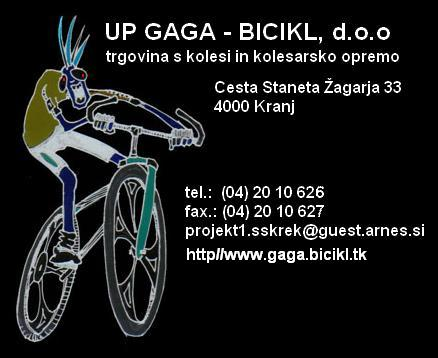 UP GAGA - BICIKL, d.o.o
trgovina s kolesi in kolesarsko opremo
Cesta Staneta Žagarja 33
4000 Kranj
tel.: (04) 20 10 626
fax.: (04) 20 10 627
projekt1.sskrek@guest.arnes.si
http//www.gaga.bicikl.tk